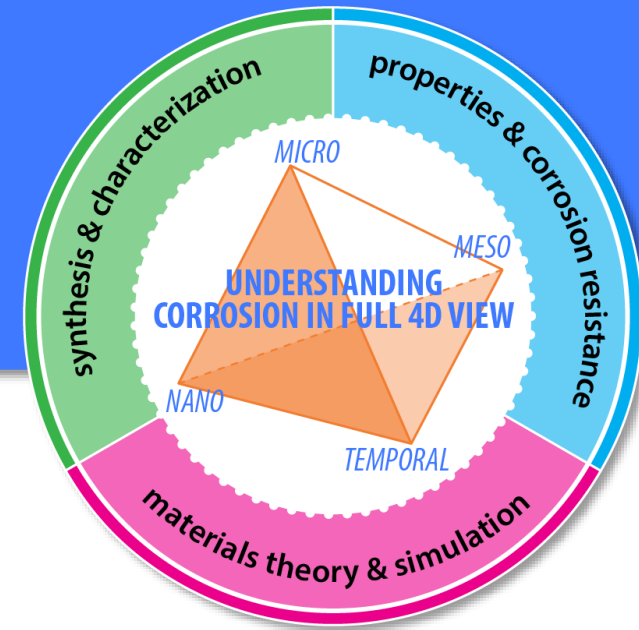 synthesis & characterization
properties & corrosion resistance
MICRO
MESO
UNDERSTANDING
CORROSION IN FULL 4D VIEW
NANO
TEMPORAL
materials theory & simulation